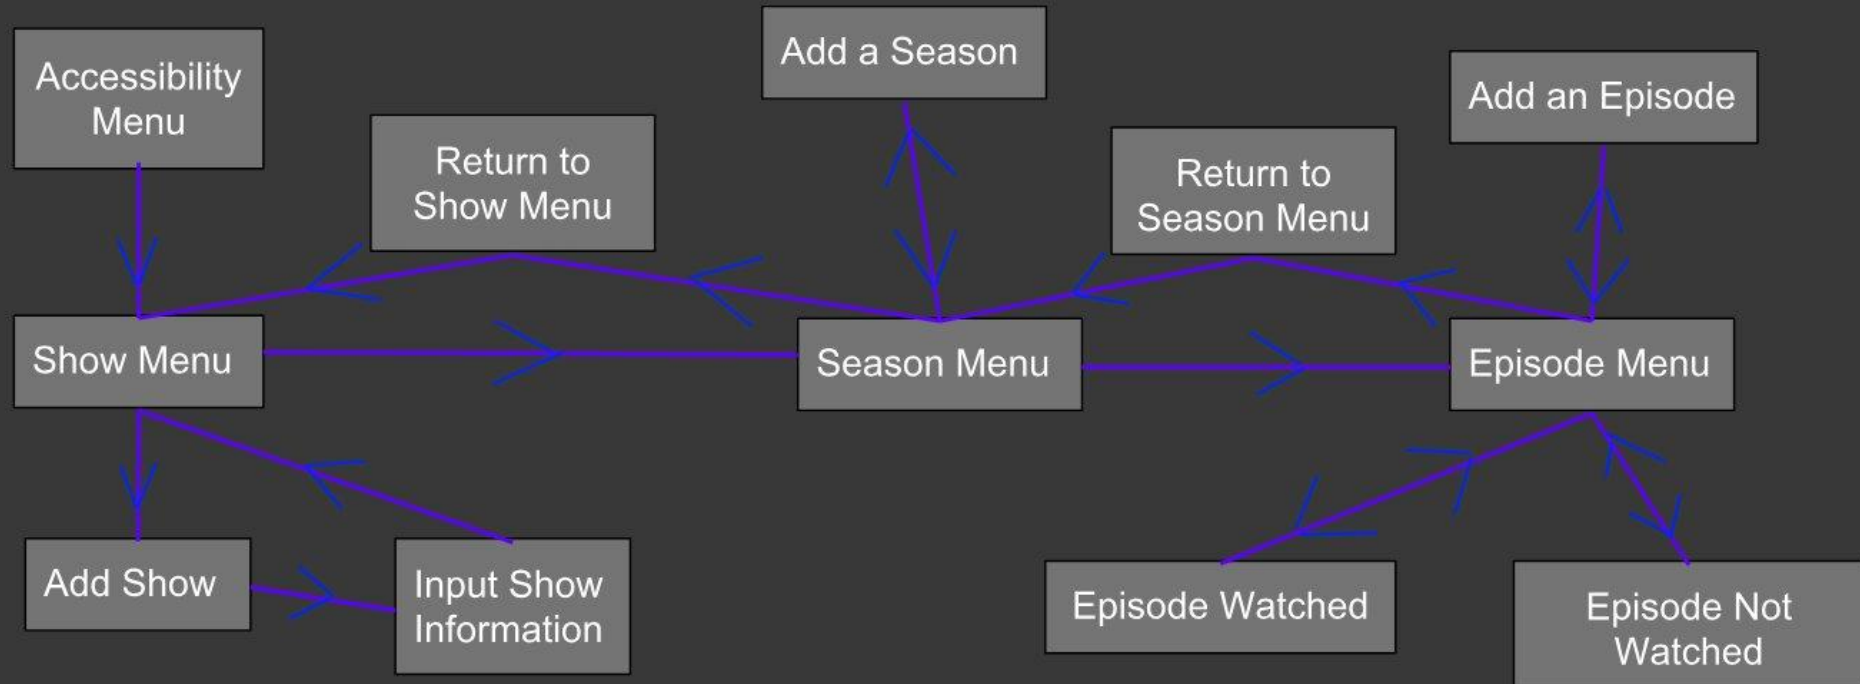 Accessibility
Menu
Add a Season
Add an Episode
Return to
Show Menu
Return to
Season Menu
Show Menu
Season Menu
Episode Menu
Add Show
Input Show
Information
Episode Watched
Episode Not
Watched